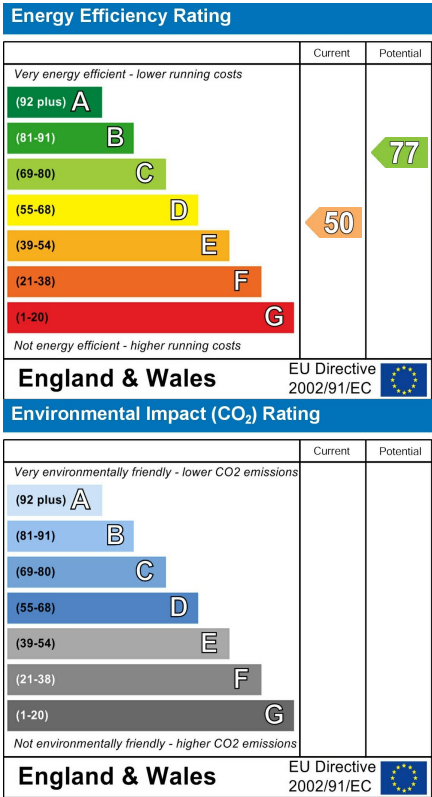 Energy Efficiency Rating
Current Potential
Very energy efficient - lower running costs
(92 plus) A
(81-91) B
(69-80) C
(55-68) D
(39-54) E
(21-38) F
(1-20) G
77
50
Not energy efficient - higher running costs
England & Wales
EU Directive
2002/91/EC
Environmental Impact (CO₂) Rating
Current Potential
Very environmentally friendly - lower CO2 emissions
(92 plus) A
(81-91) B
(69-80) C
(55-68) D
(39-54) E
(21-38) F
(1-20) G
Not environmentally friendly - higher CO2 emissions
England & Wales
EU Directive
2002/91/EC